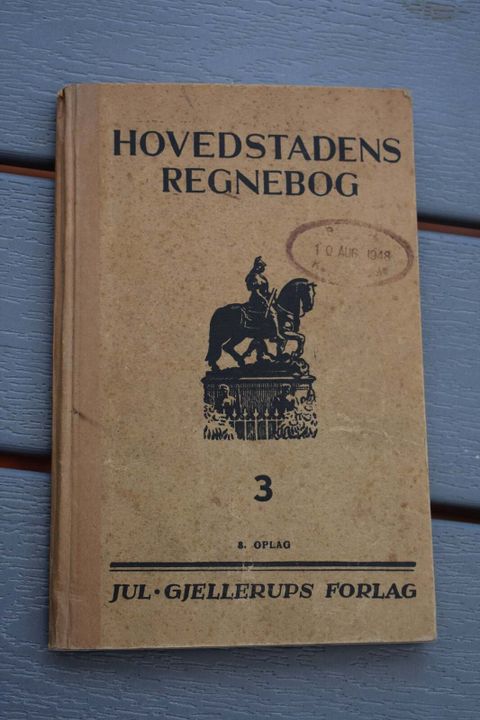 HOVEDSTADENS
REGNEBOG
10 AUG 1948
3
8. OPLAG
JUL · GJELLERUPS FORLAG